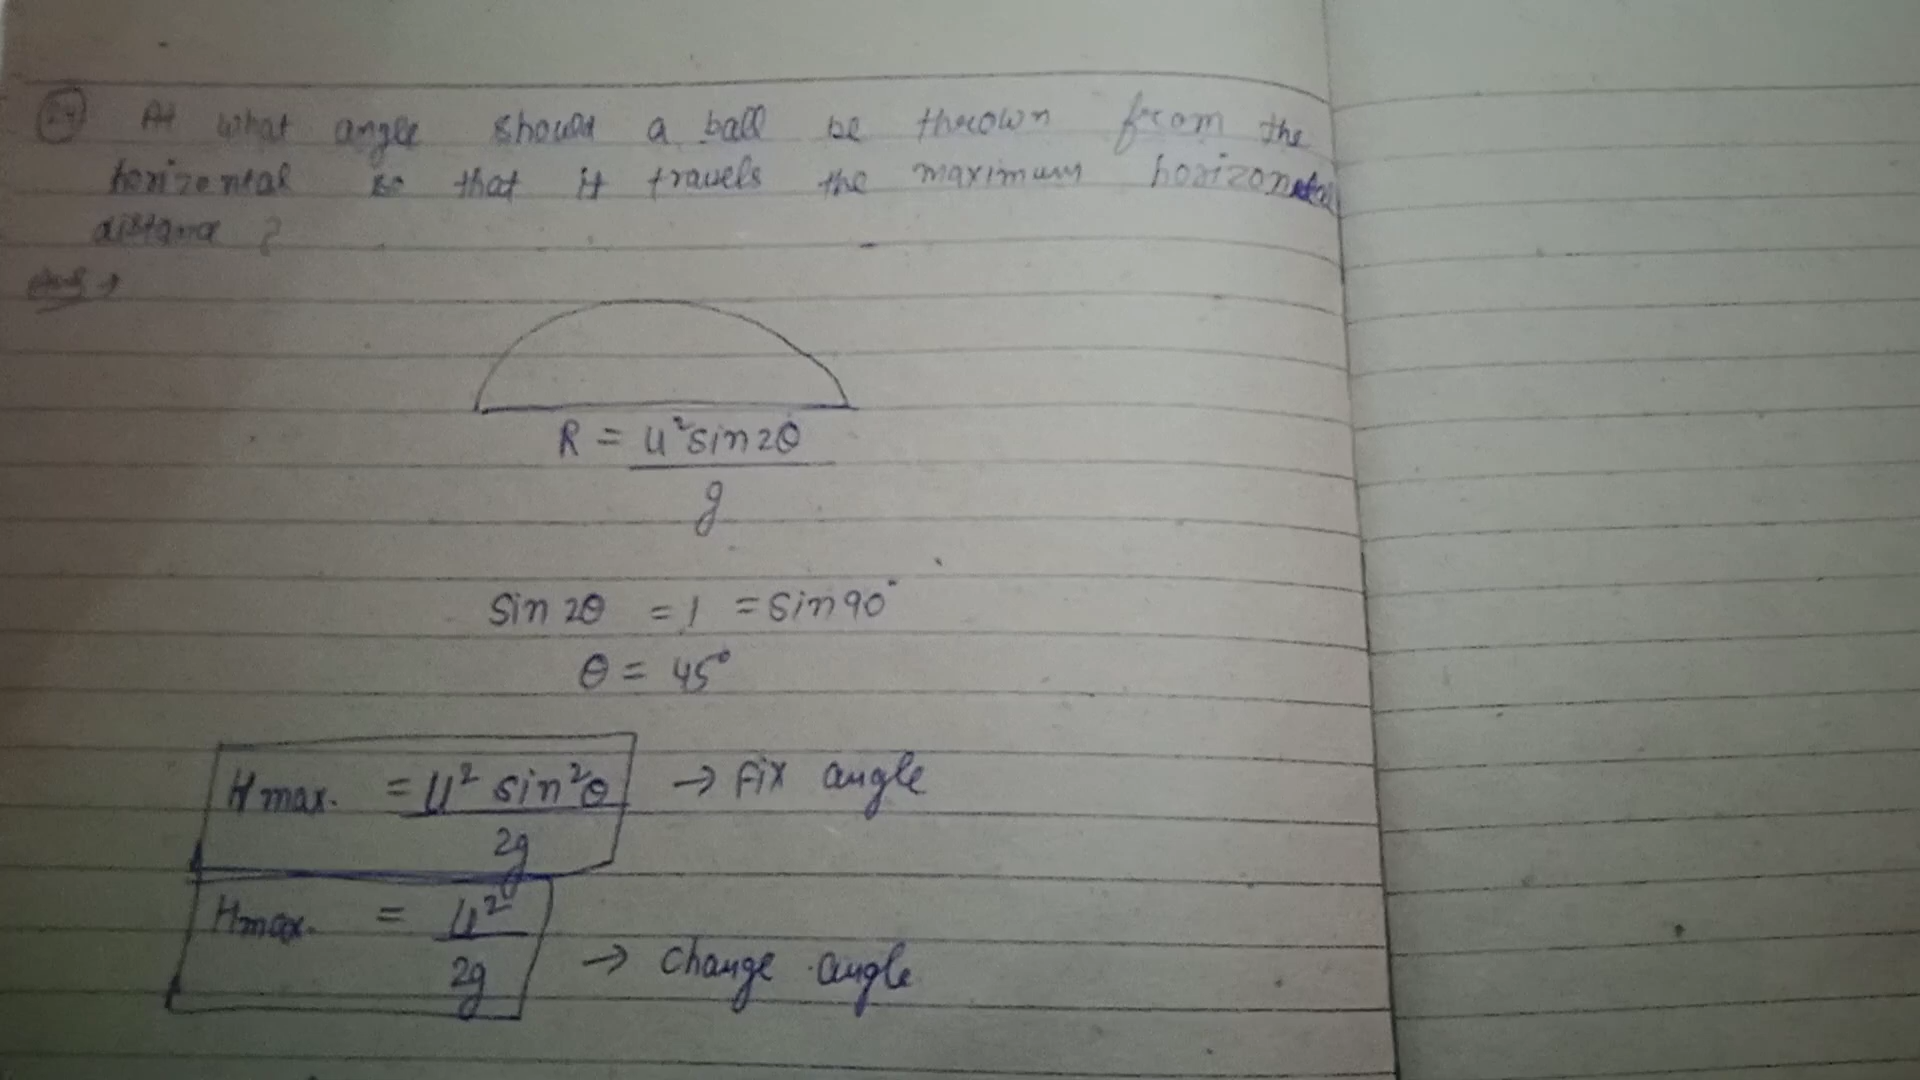 (24) At what angle should a ball be thrown from the
horizontal so that it travels the maximum horizontal
distance ?
Ans →
R = u² sin 2θ
g
sin 2θ = 1 = sin 90°
θ = 45°
H max. = u² sin²θ → Fix angle
2g
Hmax. = u²
2g → change angle